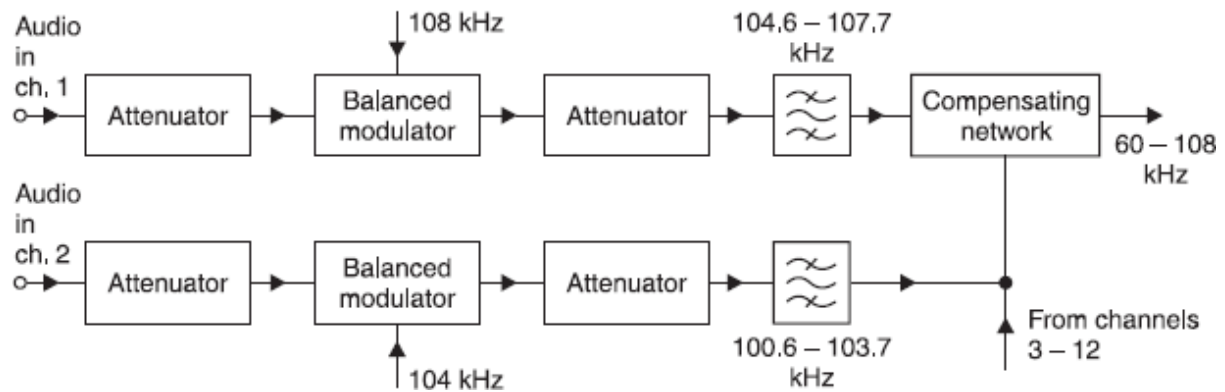 Audio
in
ch. 1
108 kHz
104.6 – 107.7
kHz
Attenuator
Balanced
modulator
Attenuator
Compensating
network
60 – 108
kHz
Audio
in
ch. 2
Attenuator
Balanced
modulator
Attenuator
104 kHz
100.6 – 103.7
kHz
From channels
3 – 12